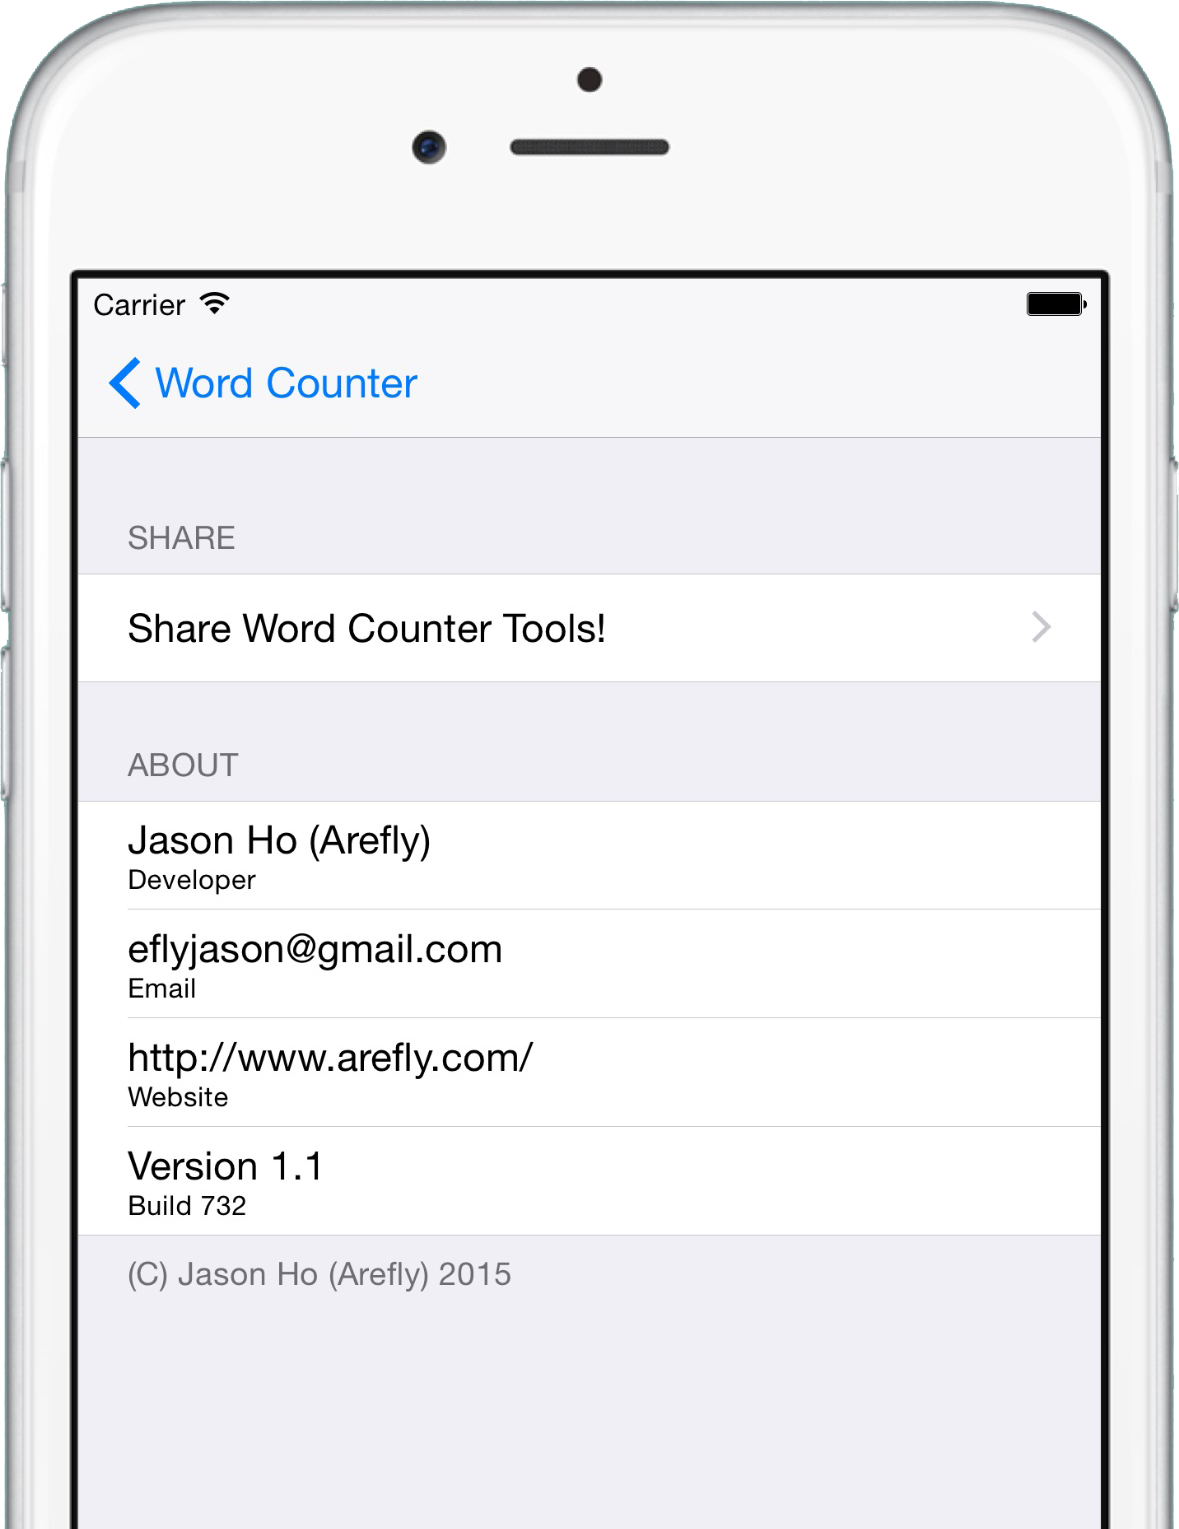 Carrier
Word Counter
SHARE
Share Word Counter Tools!
ABOUT
Jason Ho (Arefly)
Developer
eflyjason@gmail.com
Email
http://www.arefly.com/
Website
Version 1.1
Build 732
(C) Jason Ho (Arefly) 2015